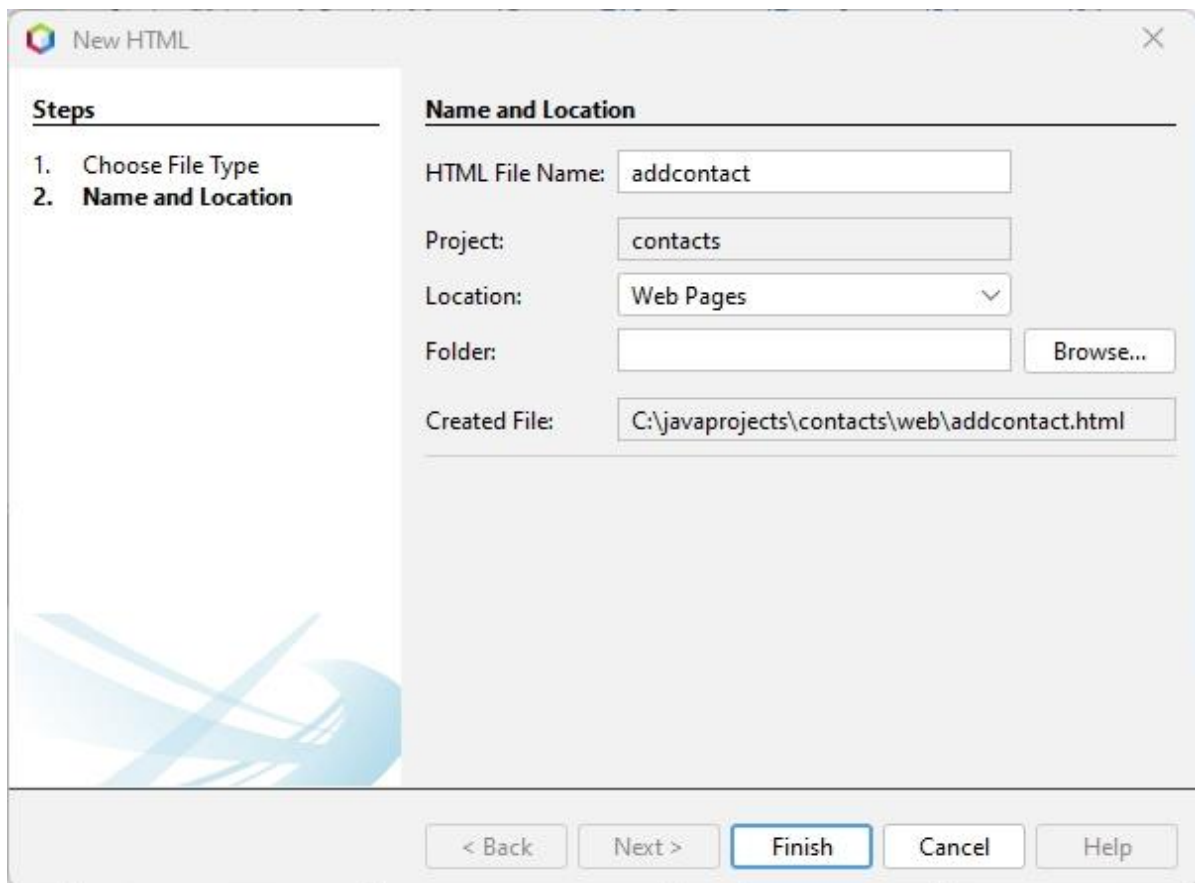 New HTML
Steps
1. Choose File Type
2. Name and Location
Name and Location
HTML File Name: addcontact
Project: contacts
Location: Web Pages
Folder: Browse...
Created File: C:\javaprojects\contacts\web\addcontact.html
< Back Next > Finish Cancel Help